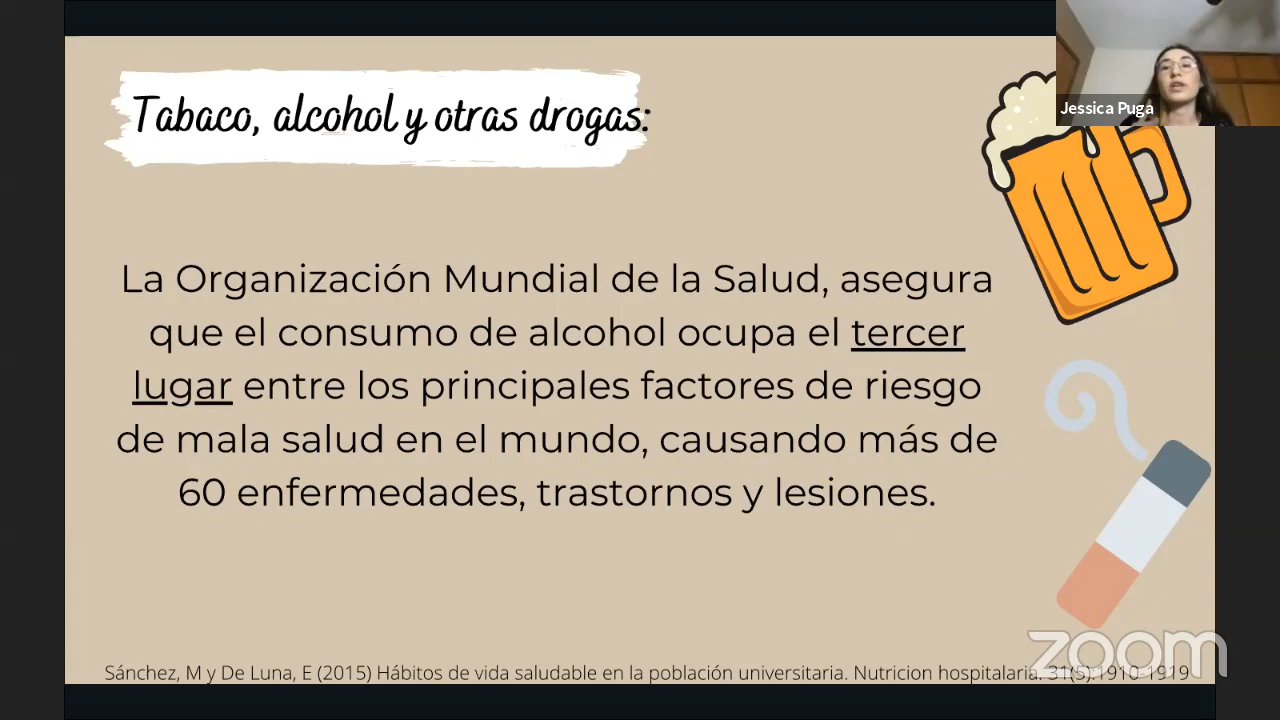 Tabaco, alcohol y otras drogas:
Jessica Puga
La Organización Mundial de la Salud, asegura
que el consumo de alcohol ocupa el tercer
lugar entre los principales factores de riesgo
de mala salud en el mundo, causando más de
60 enfermedades, trastornos y lesiones.
zoom
Sánchez, M y De Luna, E (2015) Hábitos de vida saludable en la población universitaria. Nutricion hospitalaria. 31(5):1910-1919